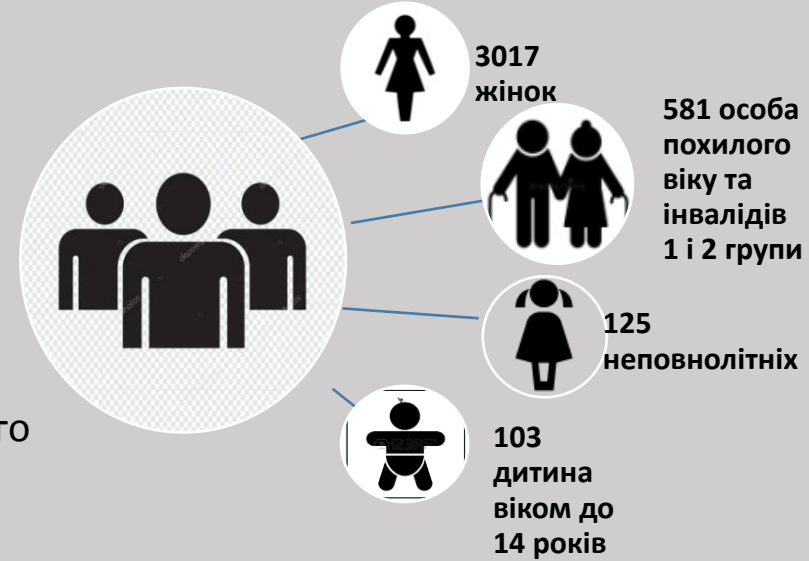 3017
жінок
581 особа
похилого
віку та
інвалідів
1 і 2 групи
125
неповнолітніх
го
103
дитина
віком до
14 років